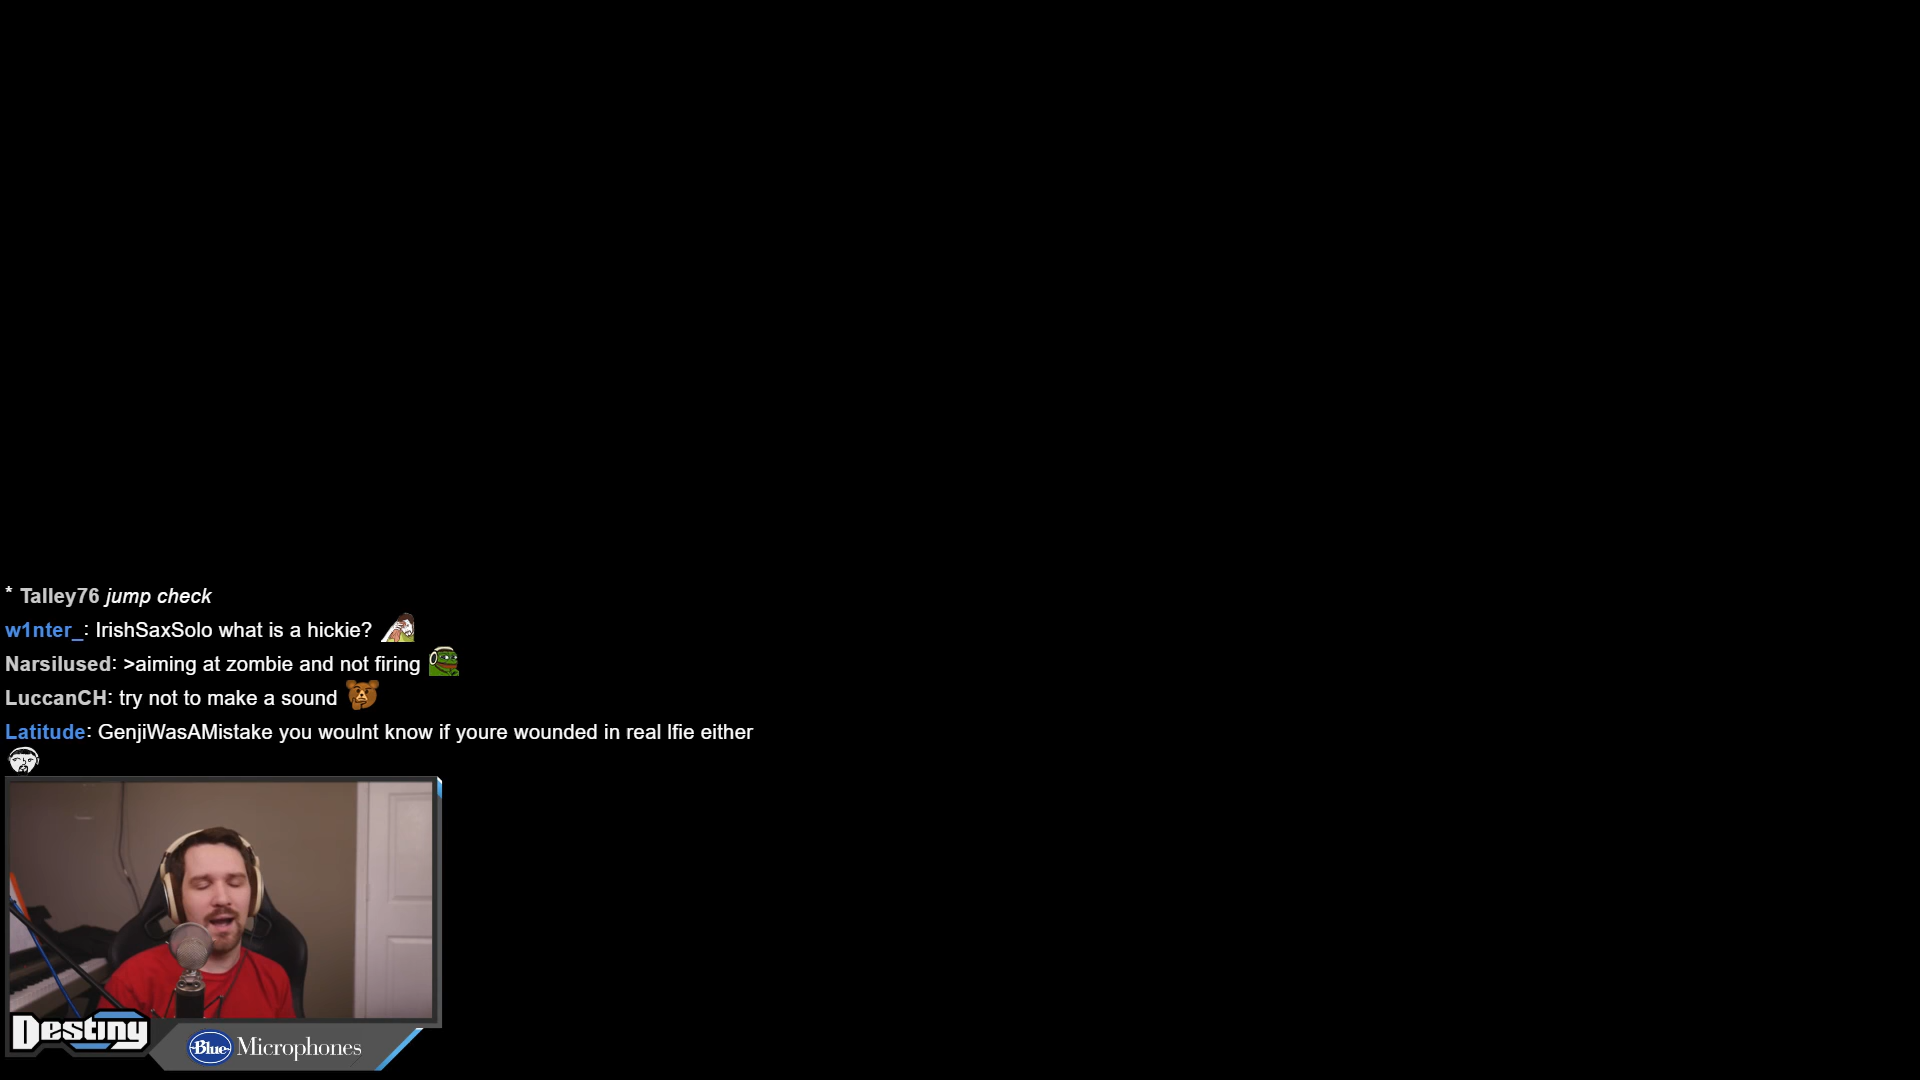 * Talley76 jump check
w1nter_: IrishSaxSolo what is a hickie?
Narsilused: >aiming at zombie and not firing
LuccanCH: try not to make a sound
Latitude: GenjiWasAMistake you woulnt know if youre wounded in real lfie either
Destiny
Blue Microphones